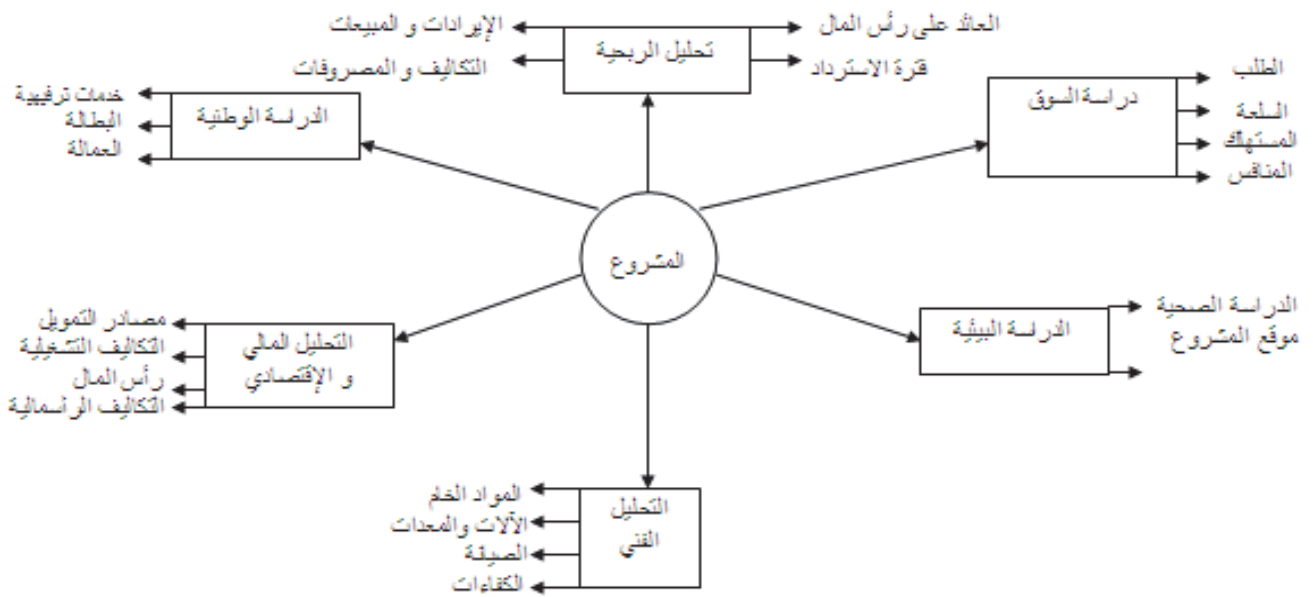 العائد على رأس المال
فترة الاسترداد
تحليل الربحية
الإيرادات و المبيعات
التكاليف و المصروفات
دراسة السوق
الطلب
السلعة
المستهلك
المنافس
الدراسة الوطنية
خدمات ترفيهية
البطالة
العمالة
المشروع
الدراسة البيئية
الدراسة الصحية
موقع المشروع
التحليل المالي
و الإقتصادي
مصادر التمويل
التكاليف التشغيلية
رأس المال
التكاليف الرأسمالية
التحليل
الفني
المواد الخام
الآلات والمعدات
الصيانة
الكفاءات